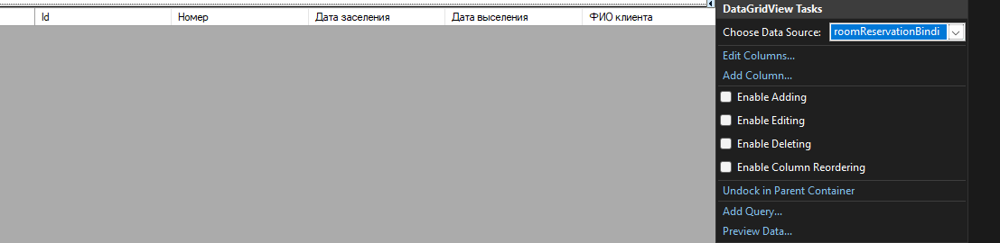 Id Номер Дата заселения Дата выселения ФИО клиента
DataGridView Tasks
Choose Data Source: roomReservationBindi
Edit Columns...
Add Column...
Enable Adding
Enable Editing
Enable Deleting
Enable Column Reordering
Undock in Parent Container
Add Query...
Preview Data...